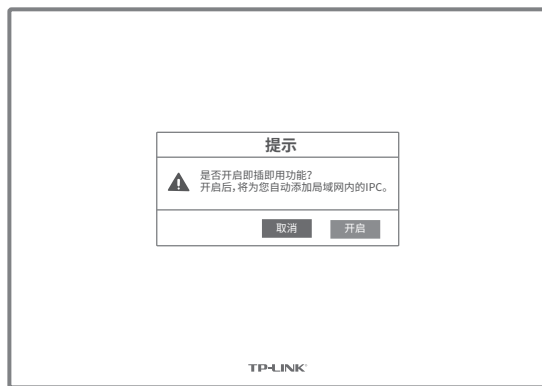 提示
是否开启即插即用功能?
开启后,将为您自动添加局域网内的IPC。
取消
开启
TP-LINK